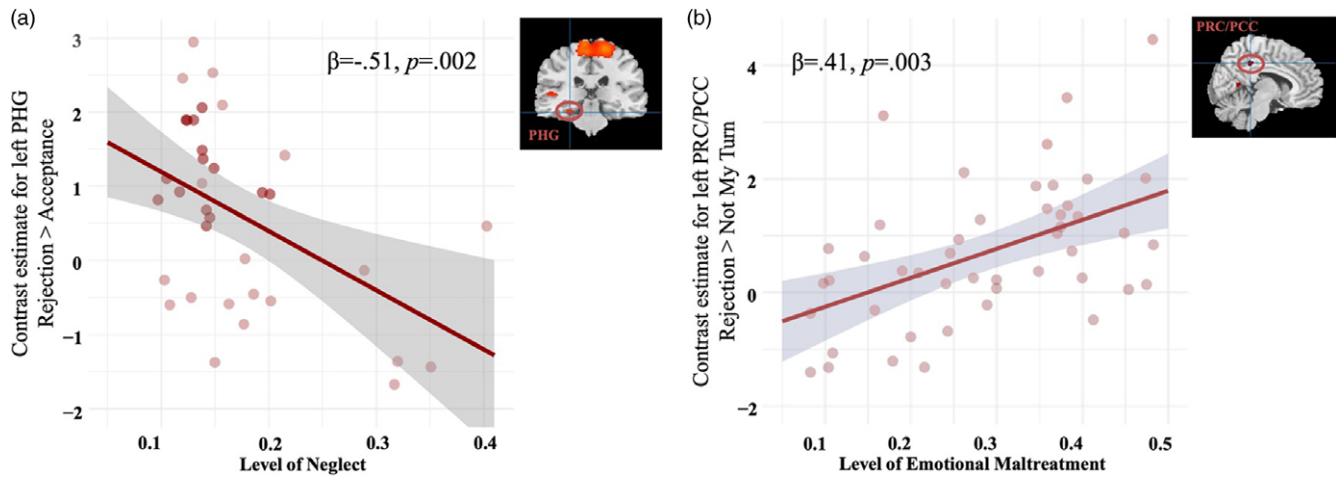 (a)
Contrast estimate for left PHG
Rejection > Acceptance
3
2
1
0
−1
−2
β=-.51, p=.002
PHG
0.1 0.2 0.3 0.4
Level of Neglect
(b)
Contrast estimate for left PRC/PCC
Rejection > Not My Turn
4
2
0
−2
β=.41, p=.003
PRC/PCC
0.1 0.2 0.3 0.4 0.5
Level of Emotional Maltreatment